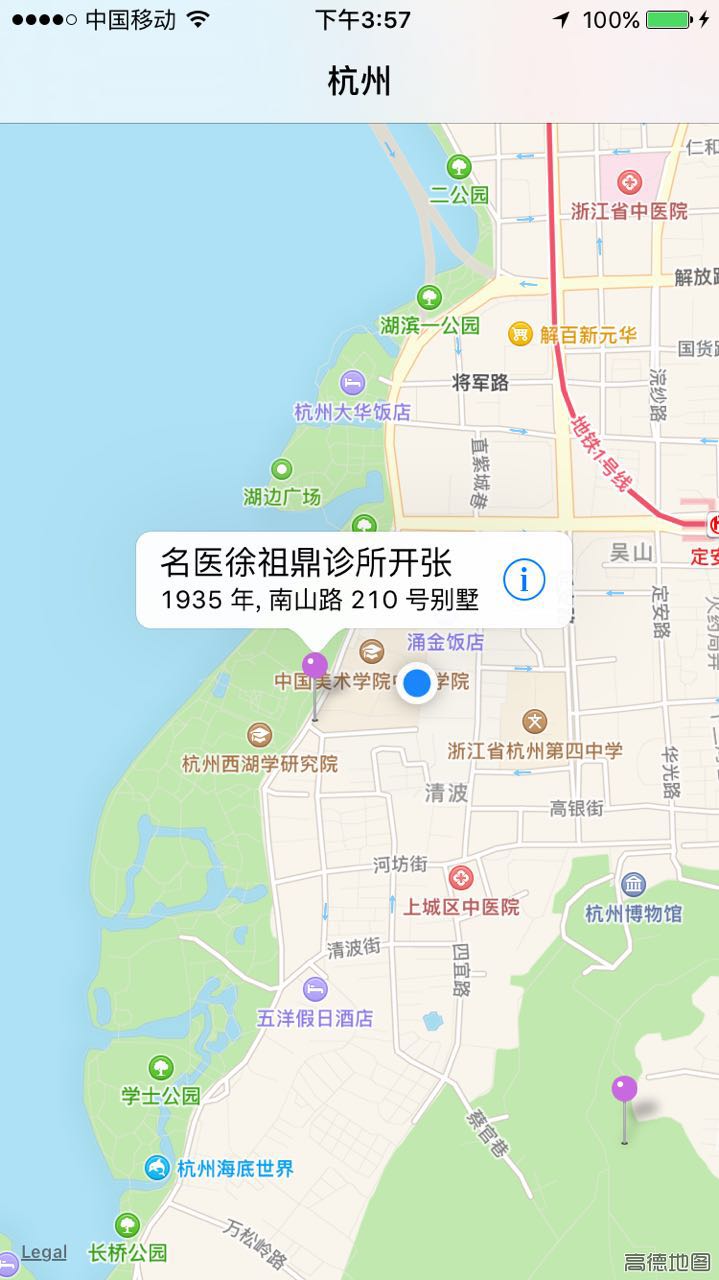 中国移动
下午3:57
100%
杭州
仁和
二公园
浙江省中医院
解放路
湖滨一公园
解百新元华
国货路
将军路
浣纱路
杭州大华饭店
地铁1号线
直紫城巷
湖边广场
吴山
定安
名医徐祖鼎诊所开张
1935 年, 南山路 210 号别墅
定安路
涌金饭店
中国美术学院
学院
杭州西湖学研究院
浙江省杭州第四中学
华光路
清波
高银街
河坊街
上城区中医院
杭州博物馆
清波街
四宜路
五洋假日酒店
学士公园
蔡官巷
杭州海底世界
长桥公园
万松岭路
Legal
高德地图